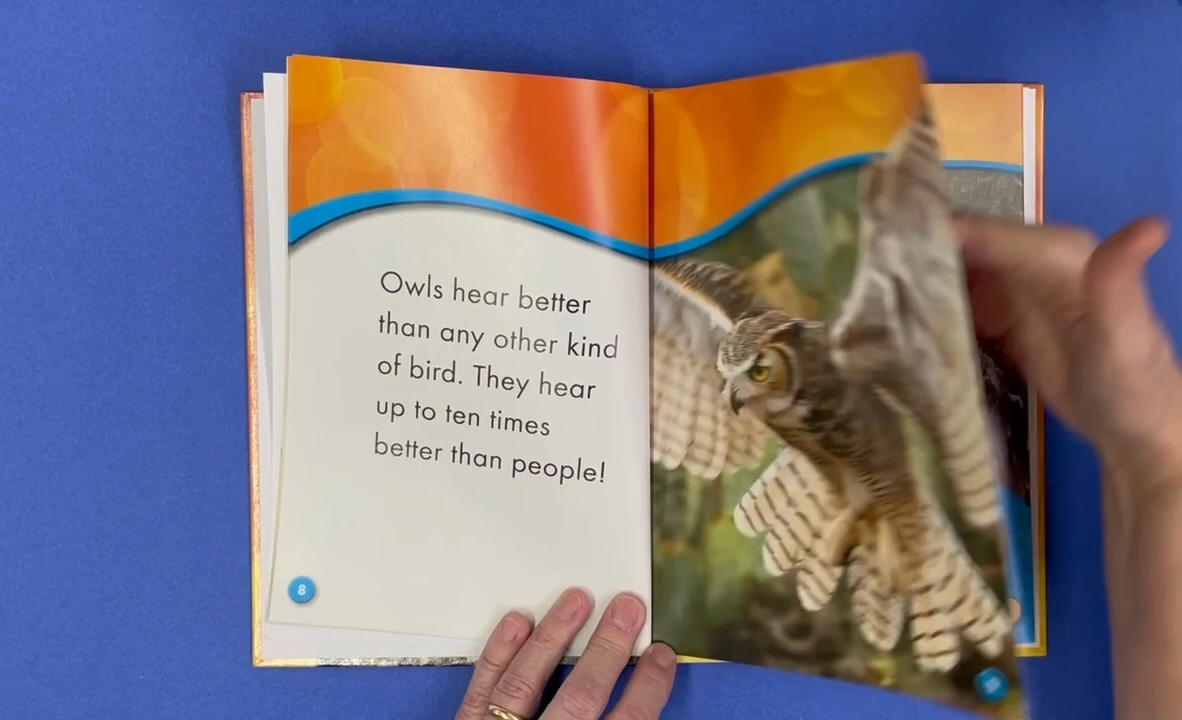 Owls hear better
than any other kind
of bird. They hear
up to ten times
better than people!
8